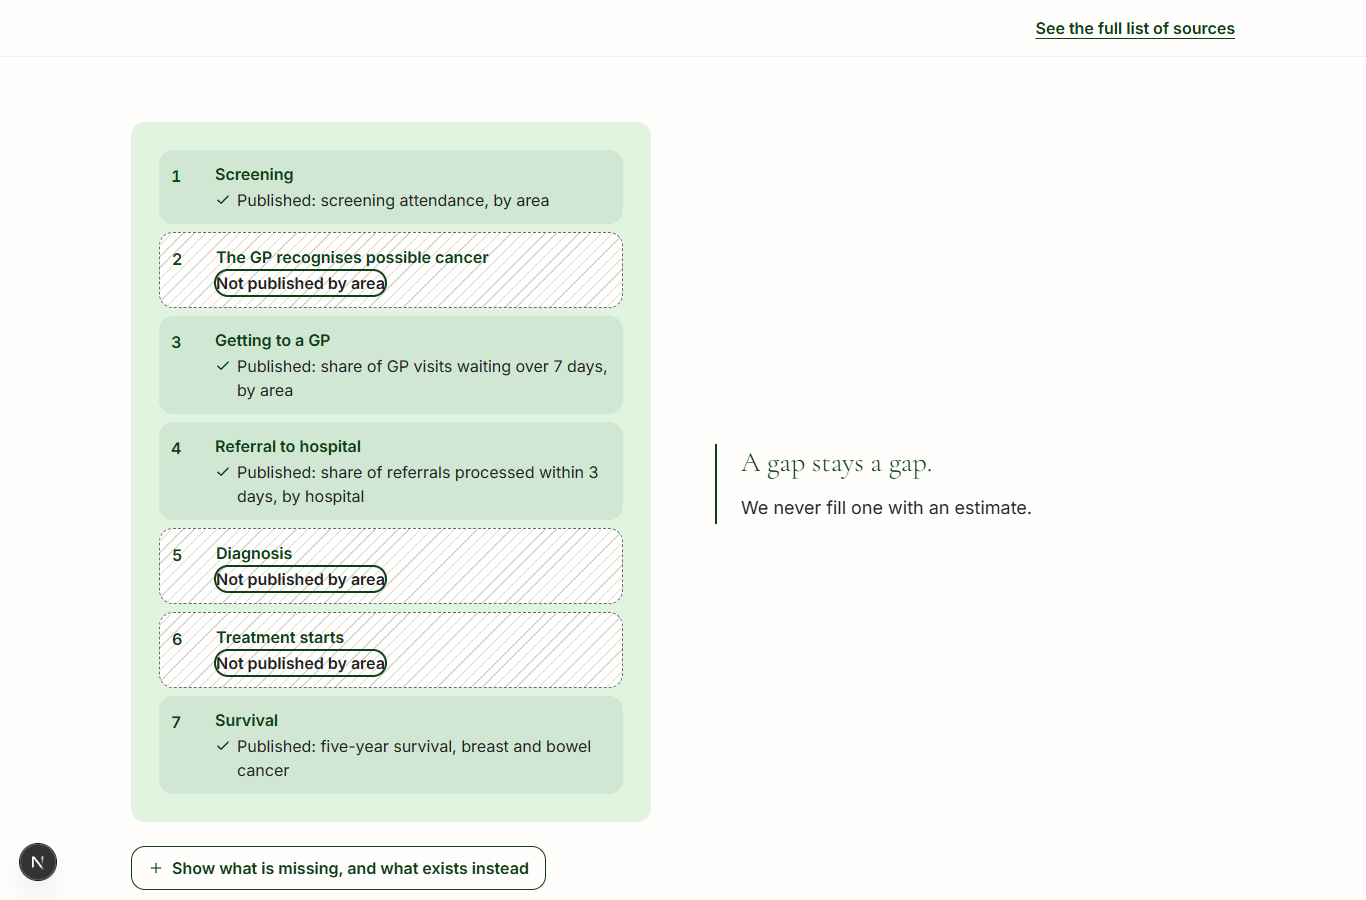 See the full list of sources
1 Screening
Published: screening attendance, by area
2 The GP recognises possible cancer
Not published by area
3 Getting to a GP
Published: share of GP visits waiting over 7 days,
by area
4 Referral to hospital
Published: share of referrals processed within 3
days, by hospital
5 Diagnosis
Not published by area
6 Treatment starts
Not published by area
7 Survival
Published: five-year survival, breast and bowel
cancer
A gap stays a gap.
We never fill one with an estimate.
N
+ Show what is missing, and what exists instead